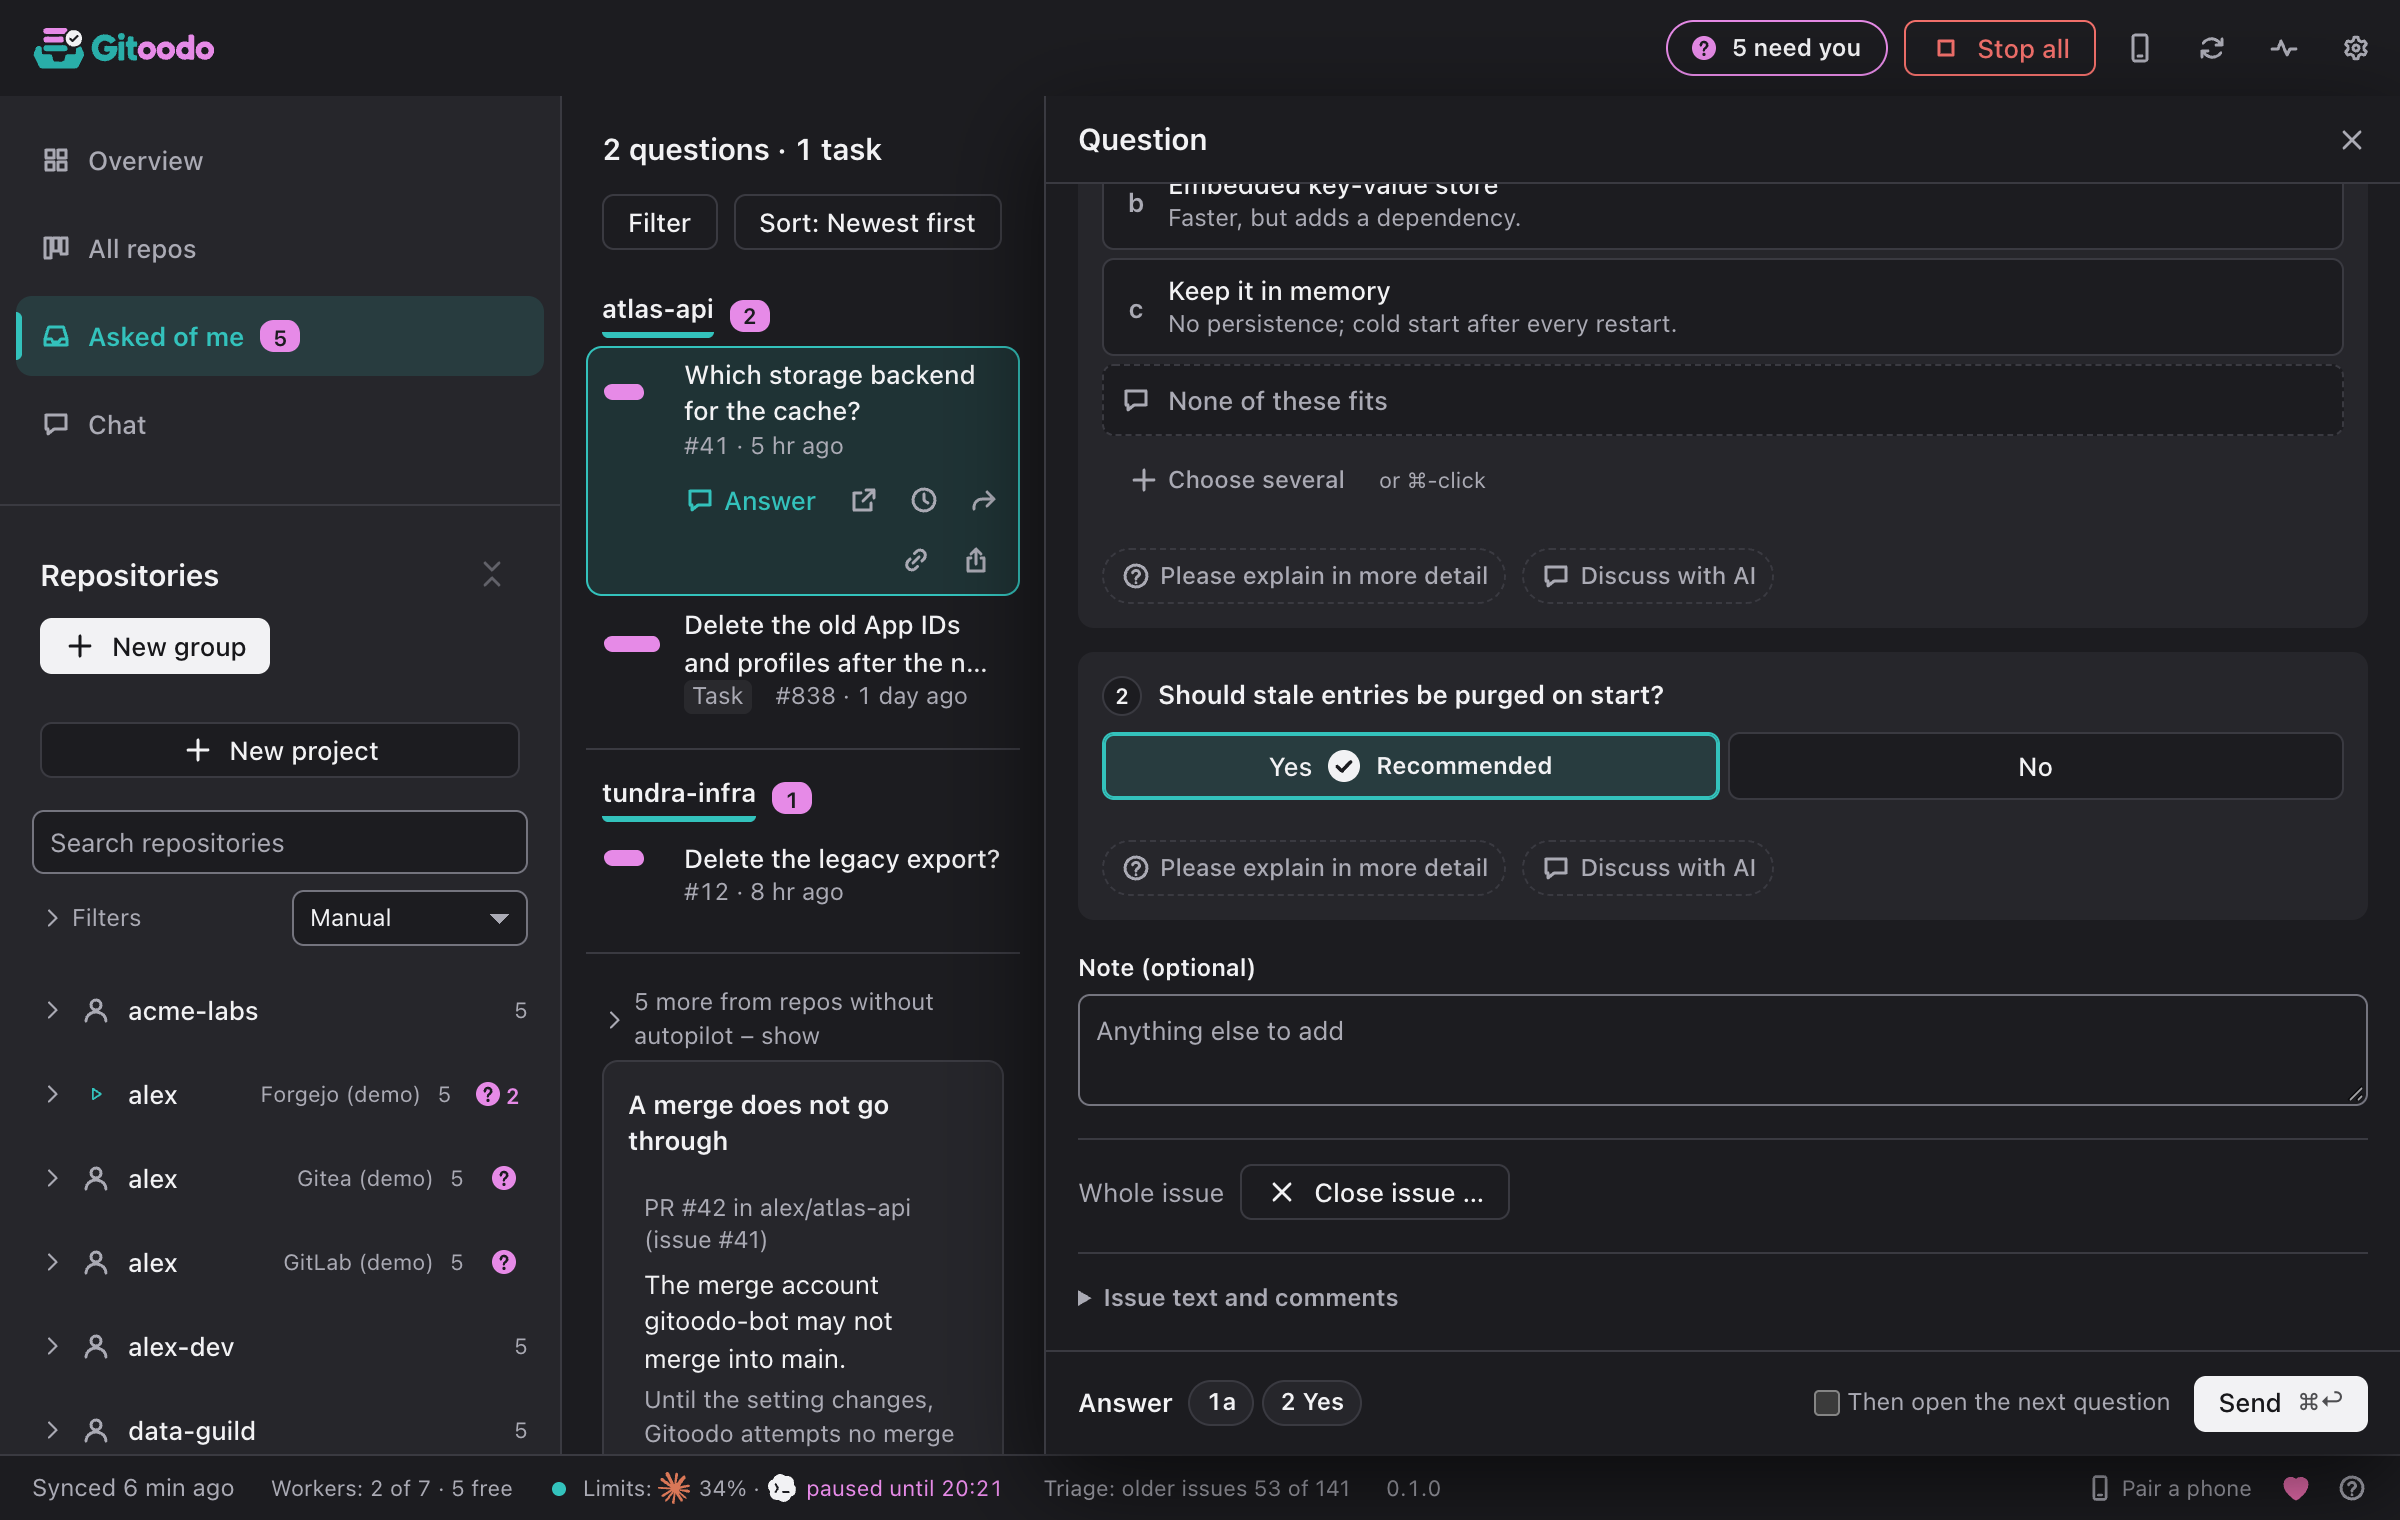 Gitoodo
5 need you
Stop all
Overview
All repos
Asked of me 5
Chat
Repositories
New group
New project
Search repositories
Filters
Manual
acme-labs 5
alex Forgejo (demo) 5 ? 2
alex Gitea (demo) 5 ?
alex GitLab (demo) 5 ?
alex-dev 5
data-guild 5
2 questions · 1 task
Filter
Sort: Newest first
atlas-api 2
Which storage backend
for the cache?
#41 · 5 hr ago
Answer
Delete the old App IDs
and profiles after the n...
Task #838 · 1 day ago
tundra-infra 1
Delete the legacy export?
#12 · 8 hr ago
5 more from repos without
autopilot – show
A merge does not go
through
PR #42 in alex/atlas-api
(issue #41)
The merge account
gitoodo-bot may not
merge into main.
Until the setting changes,
Gitoodo attempts no merge
Question
b Embedded key-value store
Faster, but adds a dependency.
c Keep it in memory
No persistence; cold start after every restart.
None of these fits
Choose several or ⌘-click
Please explain in more detail
Discuss with AI
2 Should stale entries be purged on start?
Yes Recommended
No
Please explain in more detail
Discuss with AI
Note (optional)
Anything else to add
Whole issue
Close issue ...
Issue text and comments
Answer 1a 2 Yes
Then open the next question
Send ⌘↩
Synced 6 min ago
Workers: 2 of 7 · 5 free
Limits: 34% · paused until 20:21
Triage: older issues 53 of 141
0.1.0
Pair a phone